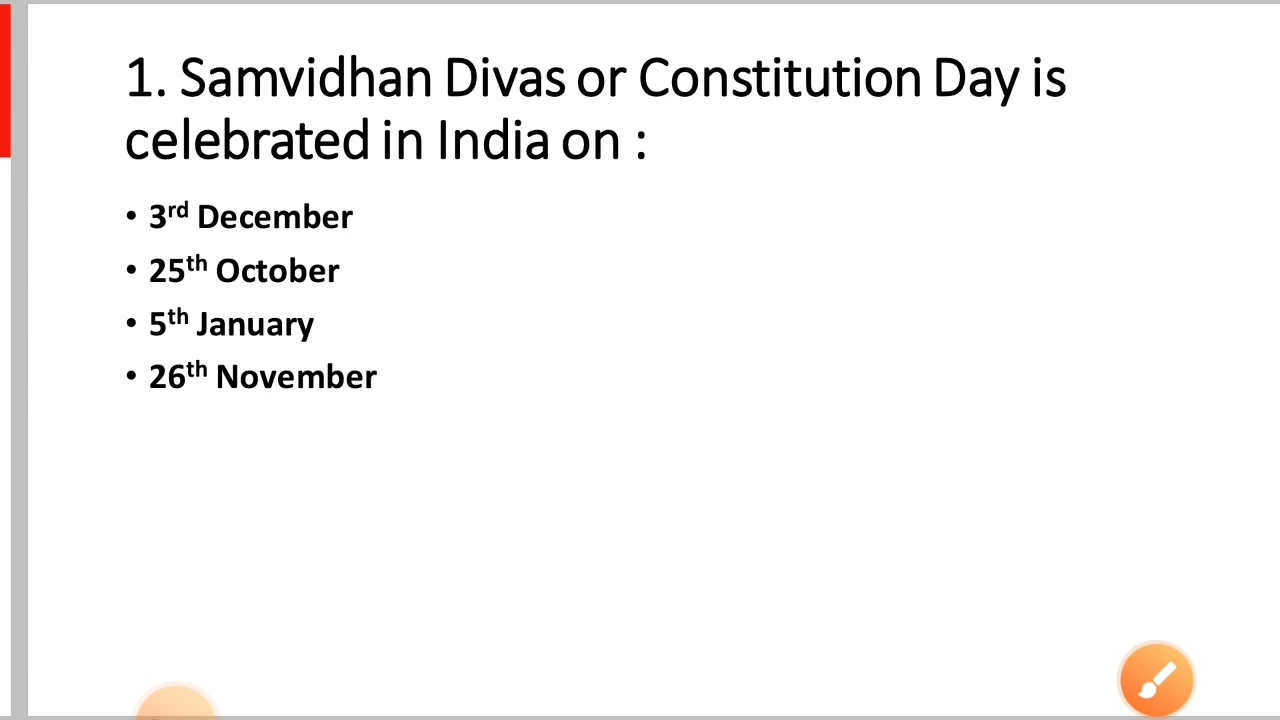 1. Samvidhan Divas or Constitution Day is
celebrated in India on :
• 3rd December
• 25th October
• 5th January
• 26th November